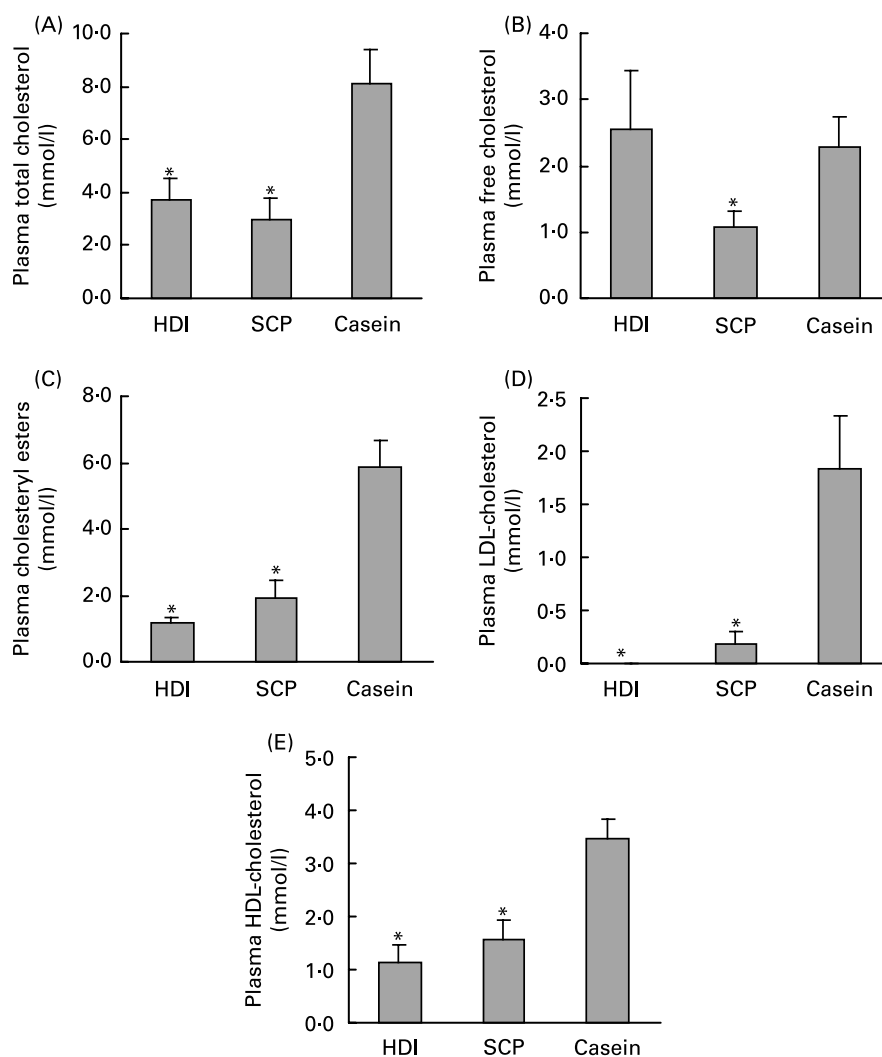 (A)
Plasma total cholesterol
(mmol/l)
10·0
8·0
6·0
4·0
2·0
0·0
*
*
HDI
SCP
Casein
(B)
Plasma free cholesterol
(mmol/l)
4·0
3·0
2·0
1·0
0·0
*
HDI
SCP
Casein
(C)
Plasma cholesteryl esters
(mmol/l)
8·0
6·0
4·0
2·0
0·0
*
*
HDI
SCP
Casein
(D)
Plasma LDL-cholesterol
(mmol/l)
2·5
2·0
1·5
1·0
0·5
0·0
*
*
HDI
SCP
Casein
(E)
Plasma HDL-cholesterol
(mmol/l)
5·0
4·0
3·0
2·0
1·0
0·0
*
*
HDI
SCP
Casein